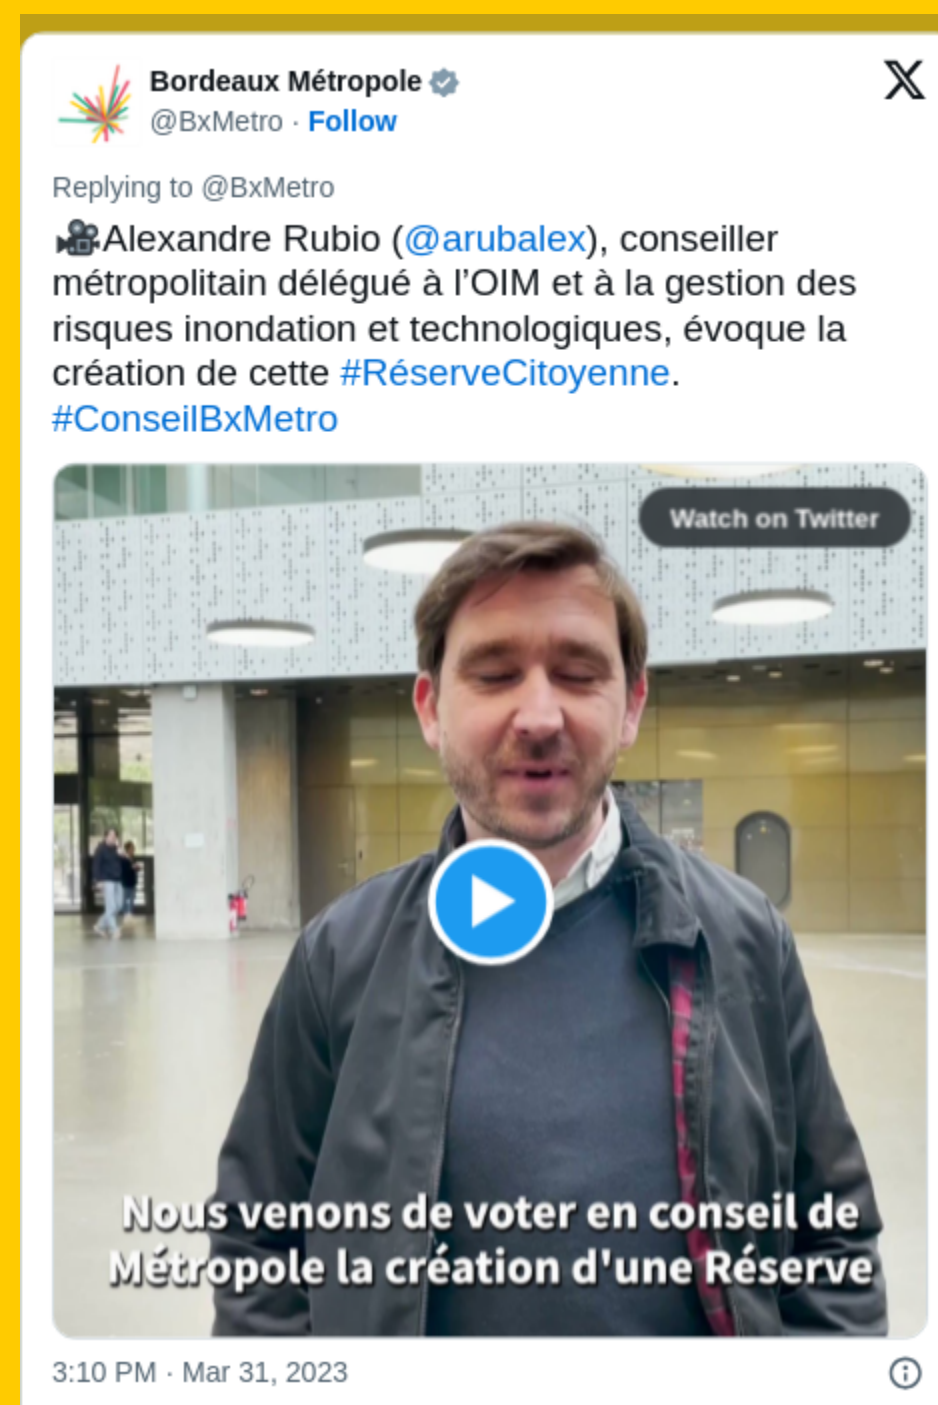 Bordeaux Métropole
@BxMetro · Follow
Replying to @BxMetro
🎥Alexandre Rubio (@arubalex), conseiller
métropolitain délégué à l’OIM et à la gestion des
risques inondation et technologiques, évoque la
création de cette #RéserveCitoyenne.
#ConseilBxMetro
Watch on Twitter
Nous venons de voter en conseil de
Métropole la création d'une Réserve
3:10 PM · Mar 31, 2023